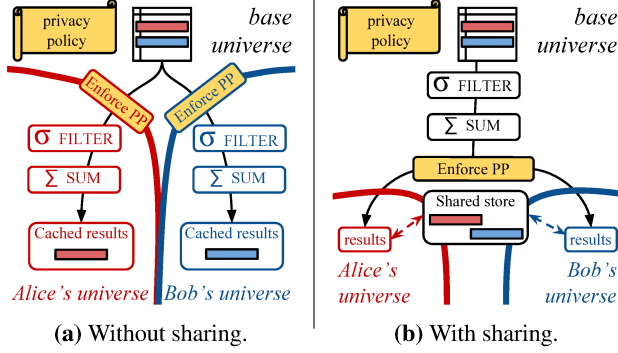 privacy
policy
base
universe
Enforce PP
Enforce PP
σ FILTER
σ FILTER
Σ SUM
Σ SUM
Cached results
Cached results
Alice's universe
Bob's universe
(a) Without sharing.
privacy
policy
base
universe
σ FILTER
Σ SUM
Enforce PP
Shared store
results
results
Alice's
universe
Bob's
universe
(b) With sharing.